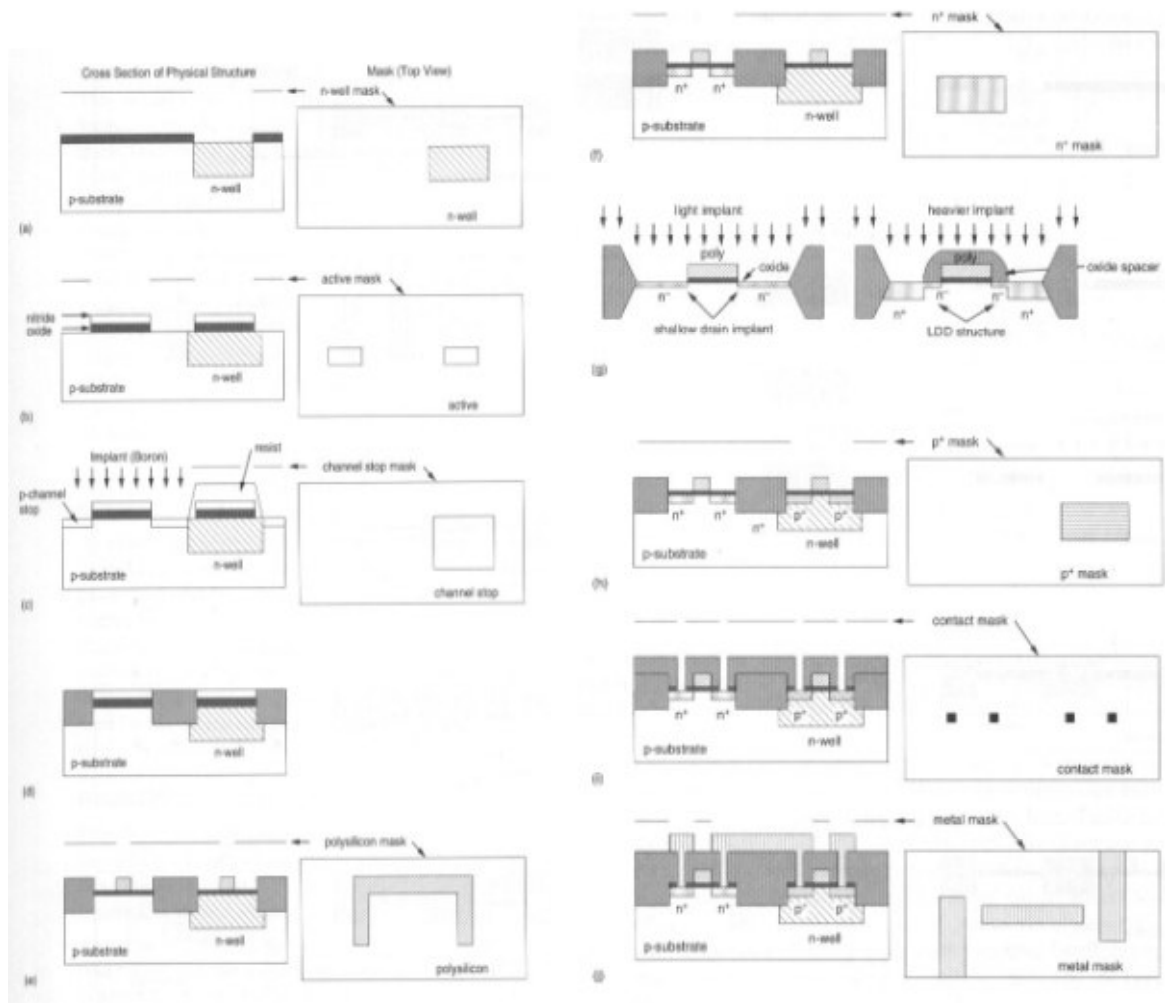 Cross Section of Physical Structure
Mask (Top View)
n-well mask
n-well
p-substrate
n-well
(a)
active mask
nitride
oxide
n-well
p-substrate
active
(b)
Implant (Boron)
resist
channel stop mask
p-channel
stop
p-substrate
n-well
channel stop
(c)
n-well
p-substrate
(d)
polysilicon mask
p-substrate
n-well
polysilicon
(e)
n⁺ mask
n⁺
n⁺
n-well
p-substrate
n⁺ mask
(f)
light implant
heavier implant
poly
oxide
poly
oxide spacer
n⁻
n⁻
n⁻
n⁻
n⁺
n⁺
shallow drain implant
LDD structure
(g)
p⁺ mask
n⁺
n⁺
n⁺
p⁺
p⁺
n-well
p-substrate
p⁺ mask
(h)
contact mask
n⁺
n⁺
p⁺
p⁺
n-well
p-substrate
contact mask
(i)
metal mask
n⁺
n⁺
p⁺
p⁺
n-well
p-substrate
metal mask
(j)